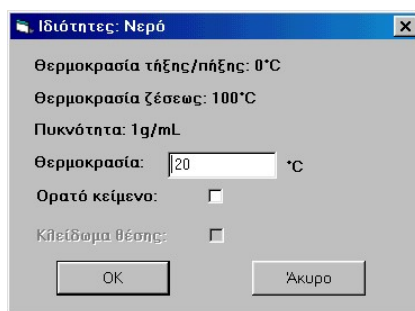 Ιδιότητες: Νερό
Θερμοκρασία τήξης/πήξης: 0°C
Θερμοκρασία ζέσεως: 100°C
Πυκνότητα: 1g/mL
Θερμοκρασία: 20 °C
Ορατό κείμενο:
Κλείδωμα θέσης:
OK Άκυρο